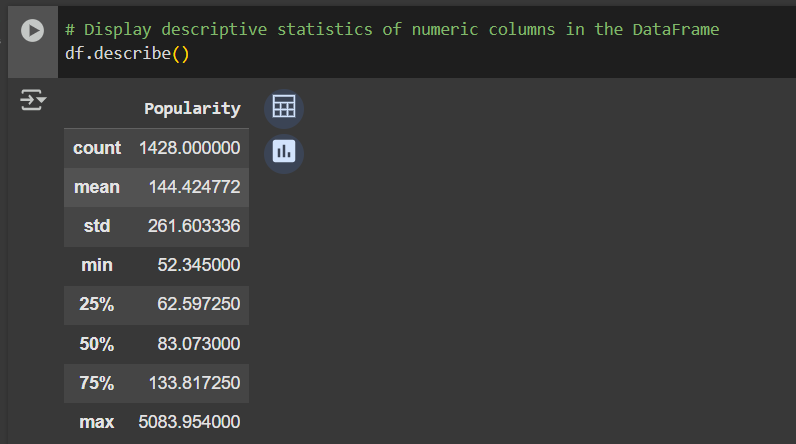 # Display descriptive statistics of numeric columns in the DataFrame
df.describe()
Popularity
count 1428.000000
mean 144.424772
std 261.603336
min 52.345000
25% 62.597250
50% 83.073000
75% 133.817250
max 5083.954000